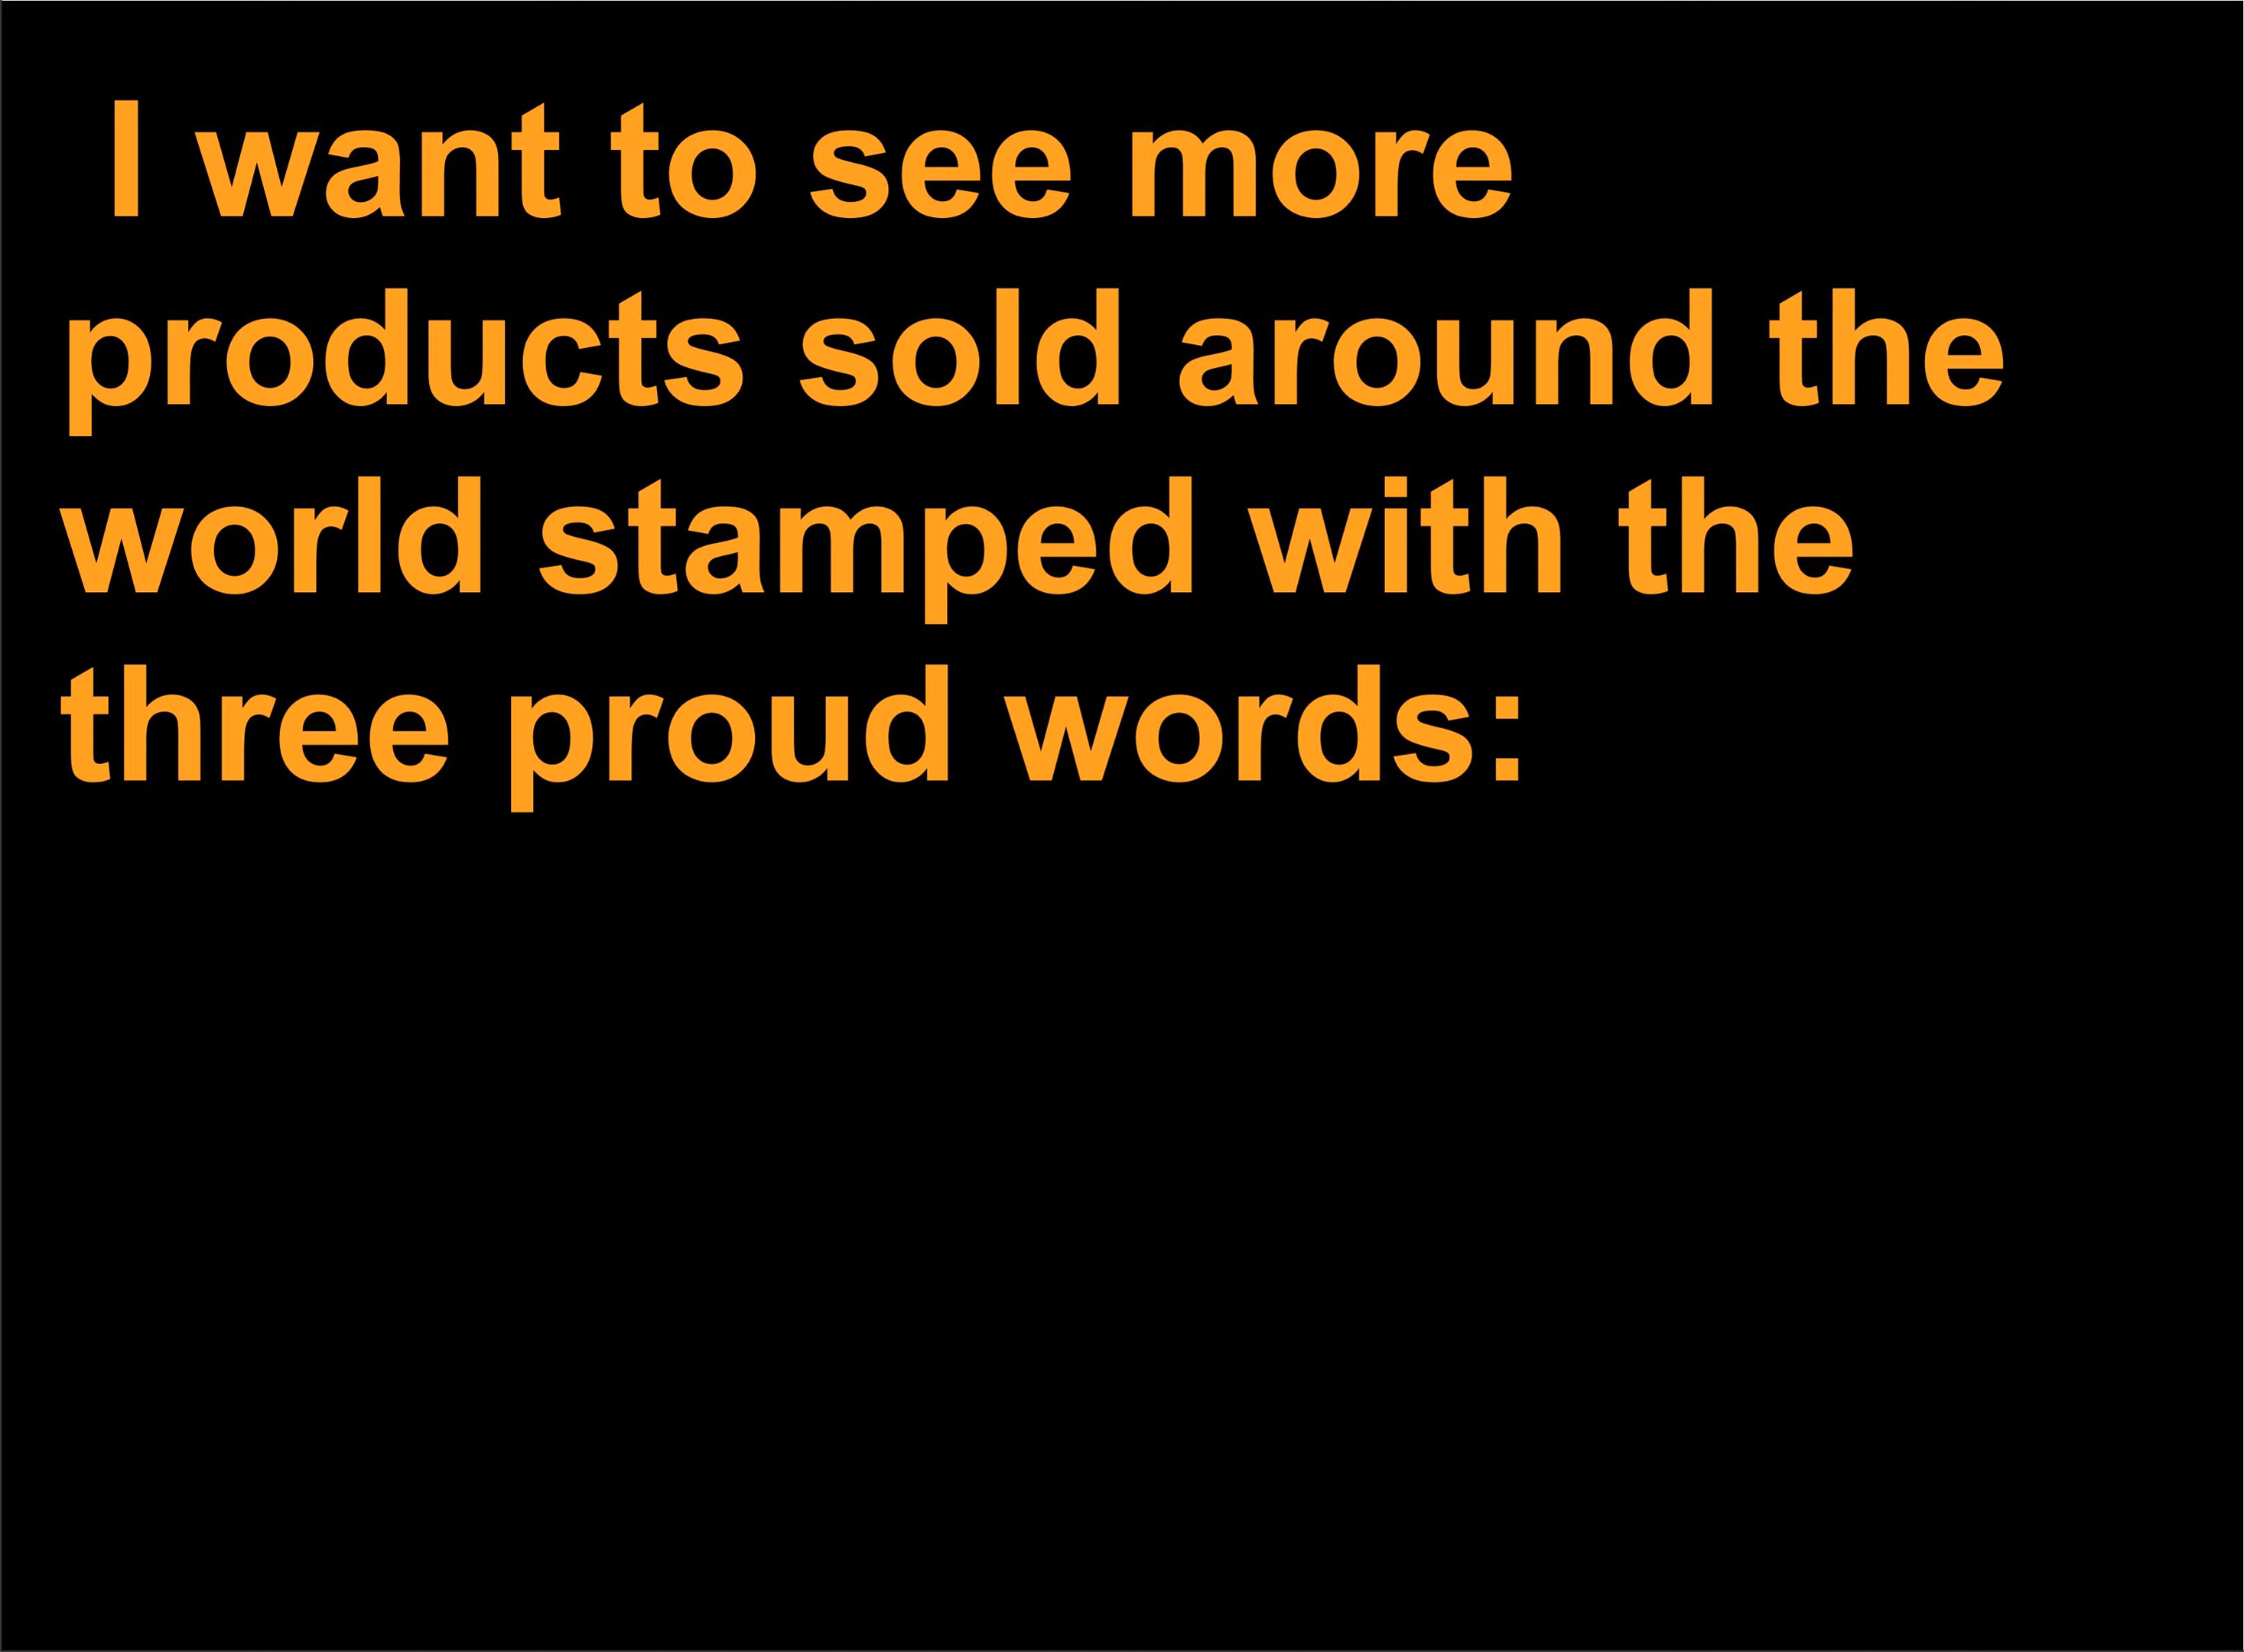 I want to see more
products sold around the
world stamped with the
three proud words: